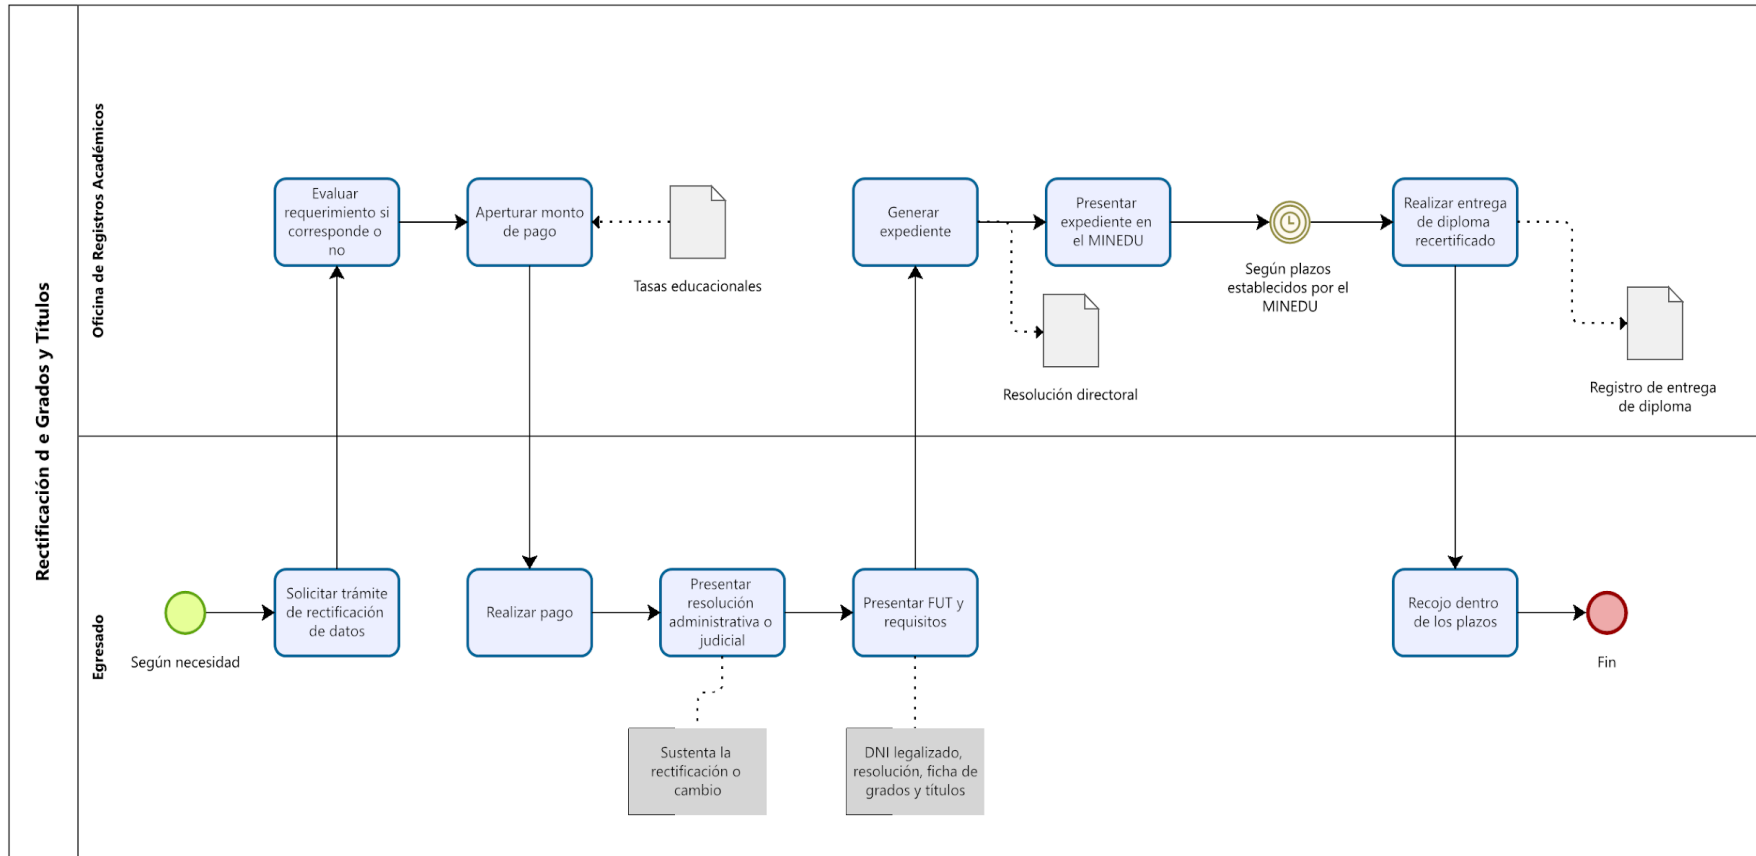 Rectificación d e Grados y Títulos
Oficina de Registros Académicos
Evaluar
requerimiento si
corresponde o
no
Aperturar monto
de pago
Tasas educacionales
Generar
expediente
Resolución directoral
Presentar
expediente en
el MINEDU
Según plazos
establecidos por el
MINEDU
Realizar entrega
de diploma
recertificado
Registro de entrega
de diploma
Egresado
Según necesidad
Solicitar trámite
de rectificación
de datos
Realizar pago
Presentar
resolución
administrativa o
judicial
Sustenta la
rectificación o
cambio
Presentar FUT y
requisitos
DNI legalizado,
resolución, ficha de
grados y títulos
Recojo dentro
de los plazos
Fin